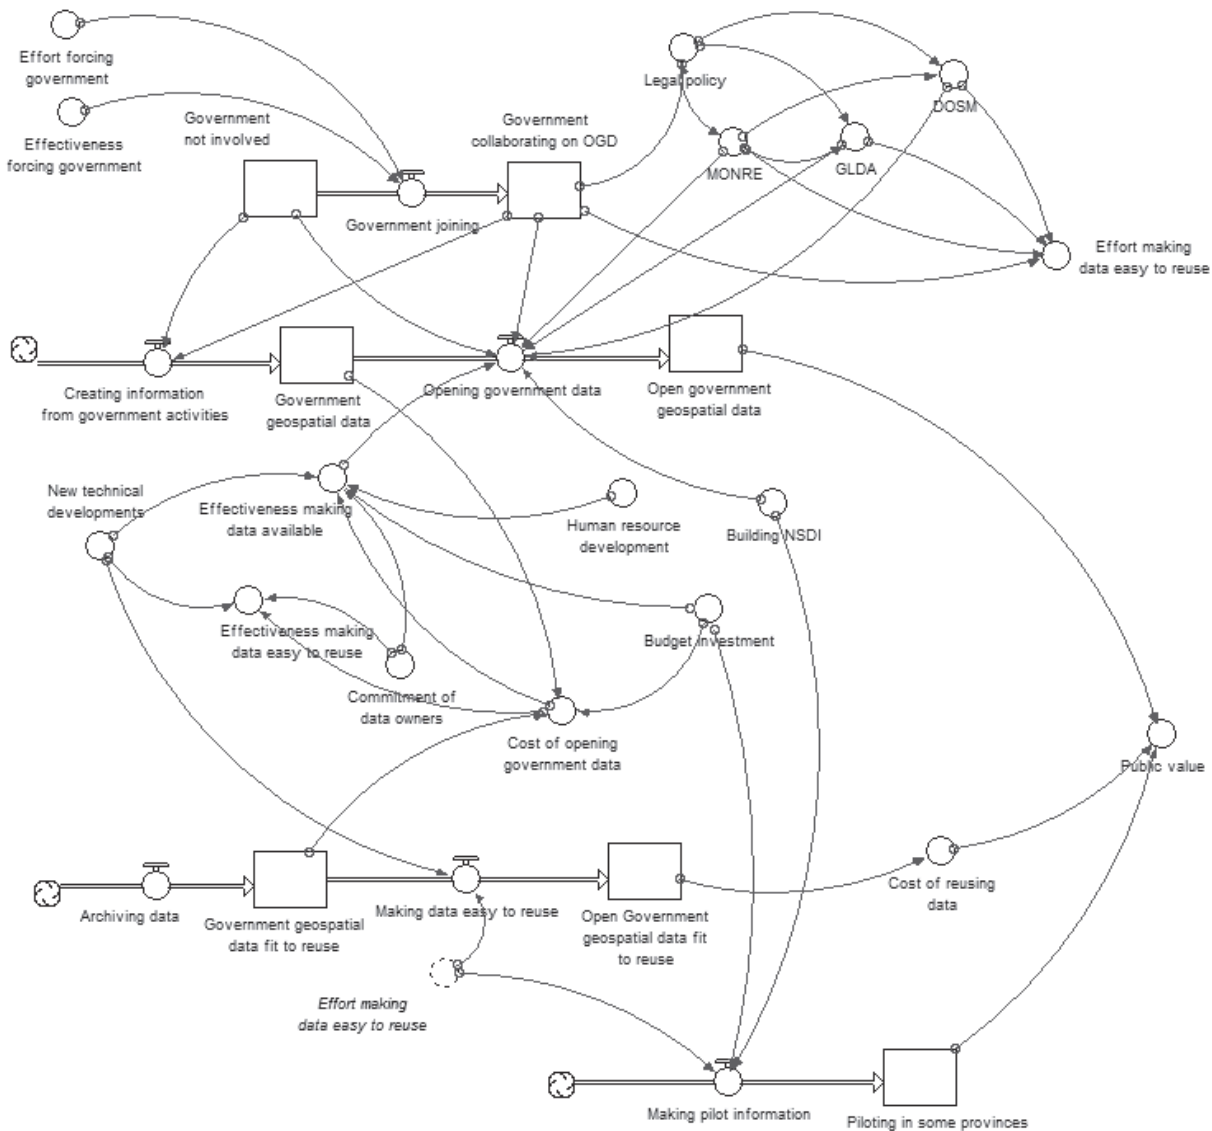 Effort forcing
government
Legal policy
DOSM
Effectiveness
forcing government
Government
not involved
Government
collaborating on OGD
MONRE
GLDA
Government joining
Effort making
data easy to reuse
Creating information
from government activities
Government
geospatial data
Opening government data
Open government
geospatial data
New technical
developments
Effectiveness making
data available
Human resource
development
Building NSDI
Effectiveness making
data easy to reuse
Budget investment
Commitment of
data owners
Cost of opening
government data
Public value
Archiving data
Government geospatial
data fit to reuse
Making data easy to reuse
Open Government
geospatial data fit
to reuse
Cost of reusing
data
Effort making
data easy to reuse
Making pilot information
Piloting in some provinces